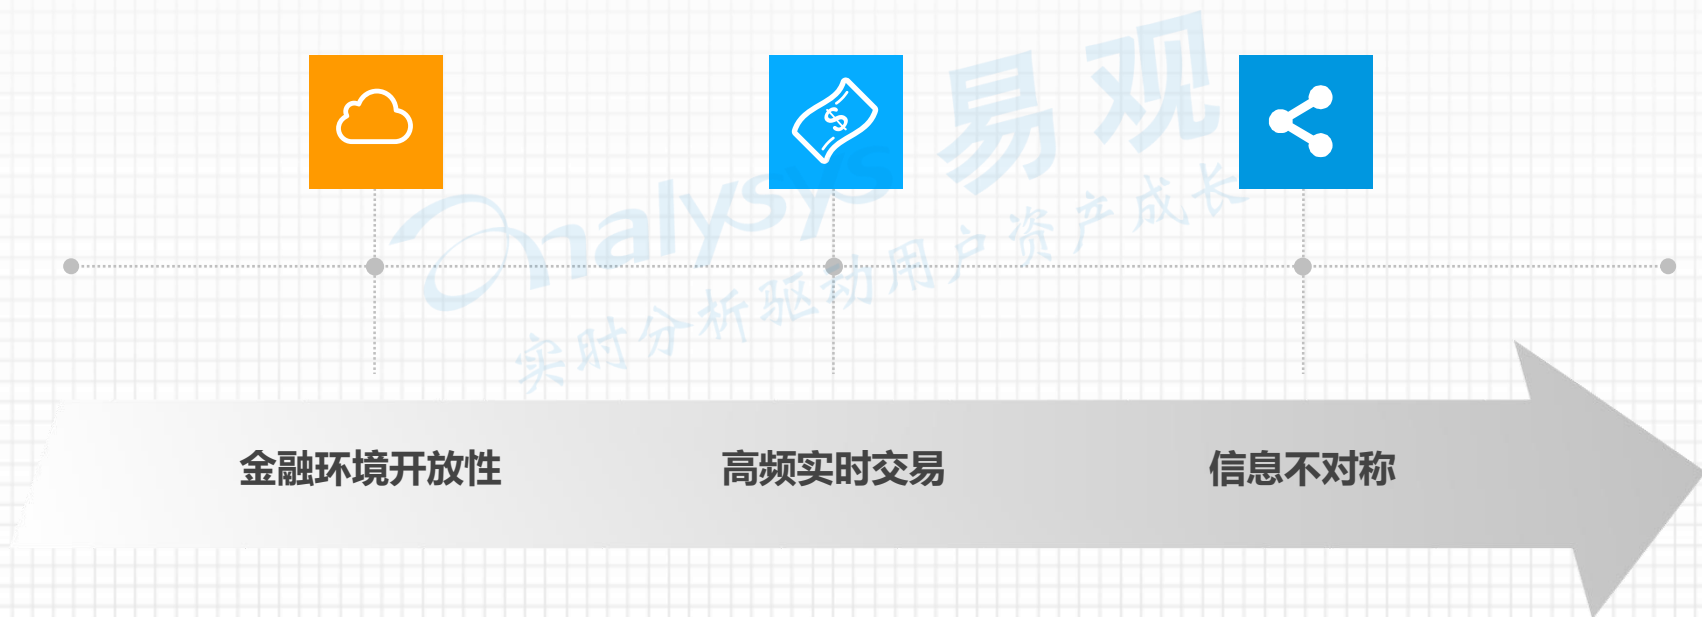 易观
analysys
实时分析驱动用户资产成长
$
金融环境开放性
高频实时交易
信息不对称